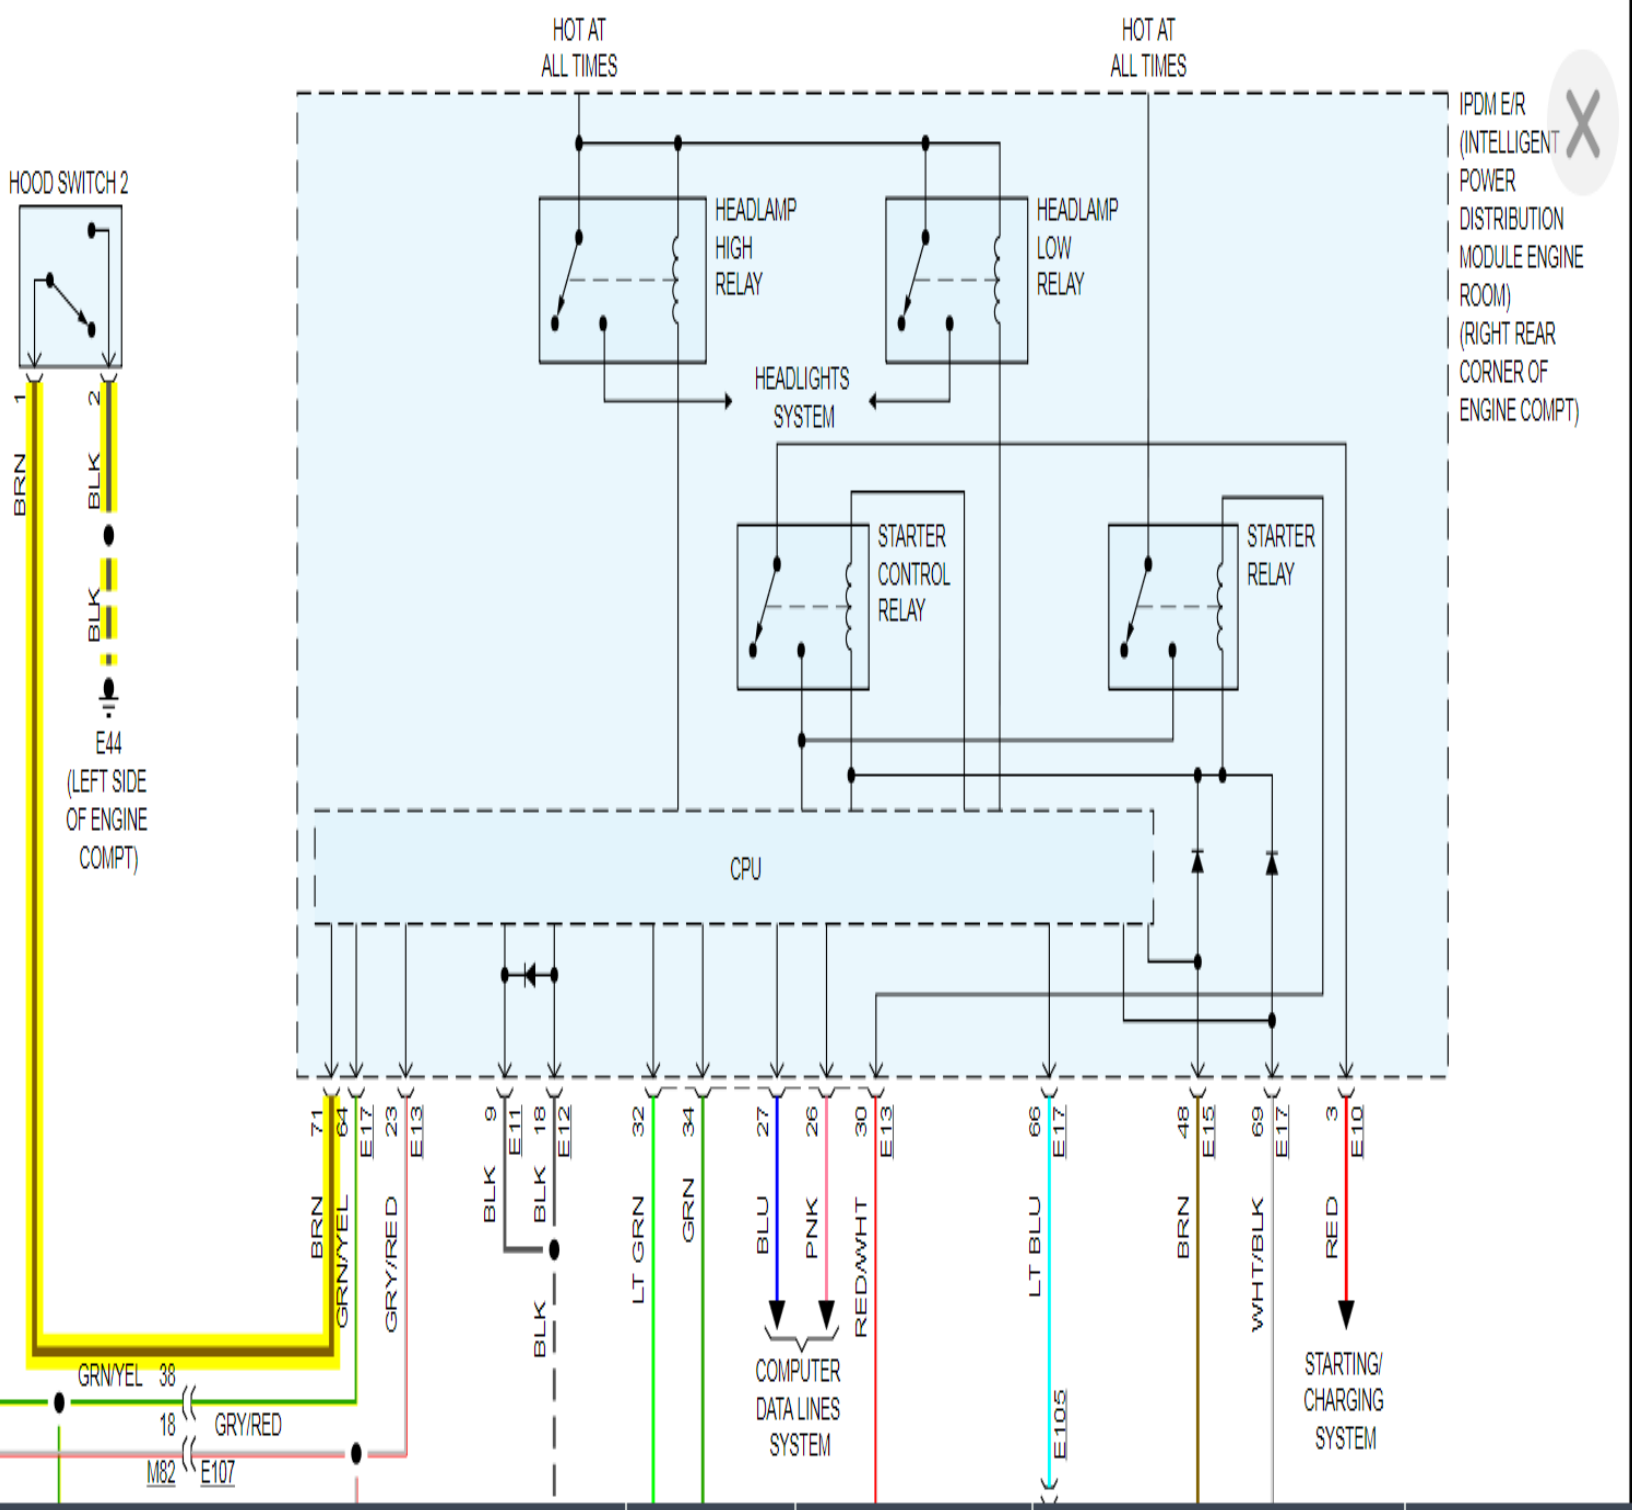 HOT AT
ALL TIMES
HOT AT
ALL TIMES
IPDM E/R
(INTELLIGENT
POWER
DISTRIBUTION
MODULE ENGINE
ROOM)
(RIGHT REAR
CORNER OF
ENGINE COMPT)
HOOD SWITCH 2
HEADLAMP
HIGH
RELAY
HEADLAMP
LOW
RELAY
HEADLIGHTS
SYSTEM
1
2
BRN
BLK
BLK
E44
(LEFT SIDE
OF ENGINE
COMPT)
STARTER
CONTROL
RELAY
STARTER
RELAY
CPU
71
64
E17
23
E13
9
E11
18
E12
32
34
27
26
30
E13
66
E17
48
E15
69
E17
3
E10
BRN
GRN/YEL
GRY/RED
BLK
BLK
BLK
LT GRN
GRN
BLU
PNK
RED/WHT
LT BLU
BRN
WHT/BLK
RED
COMPUTER
DATA LINES
SYSTEM
E105
STARTING/
CHARGING
SYSTEM
GRN/YEL 38
18 GRY/RED
M82 E107